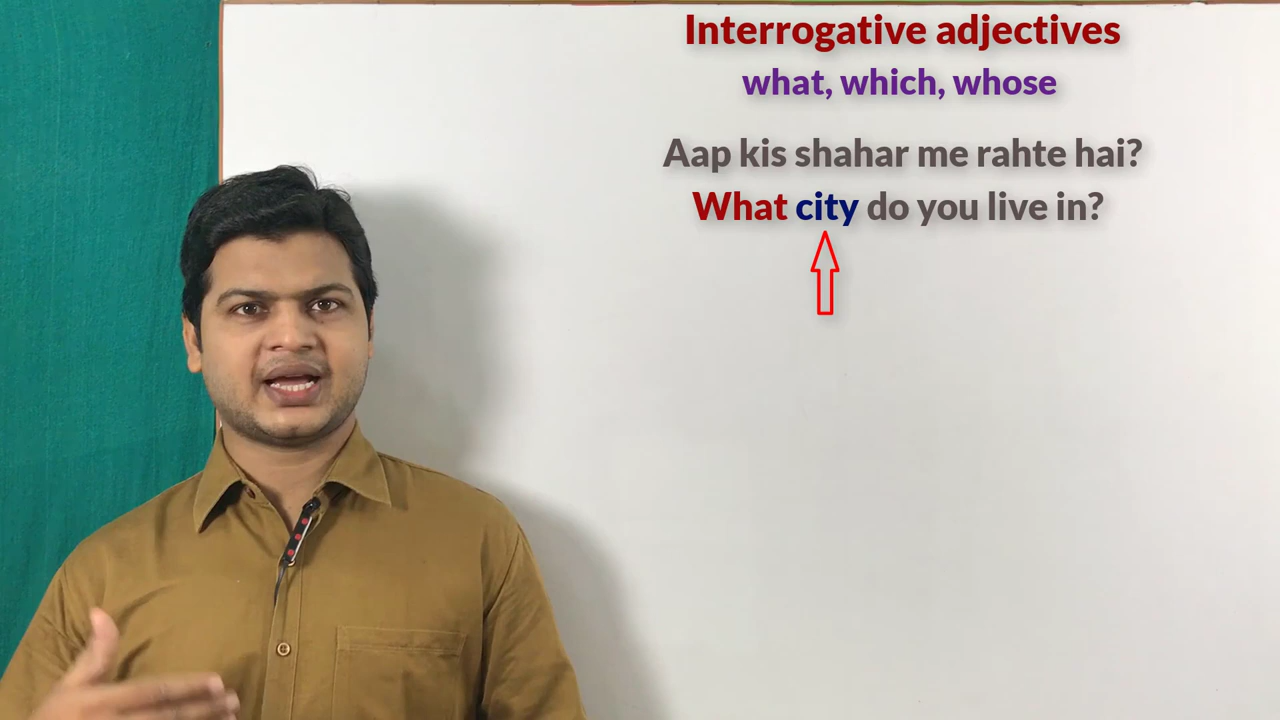 Interrogative adjectives
what, which, whose
Aap kis shahar me rahte hai?
What city do you live in?